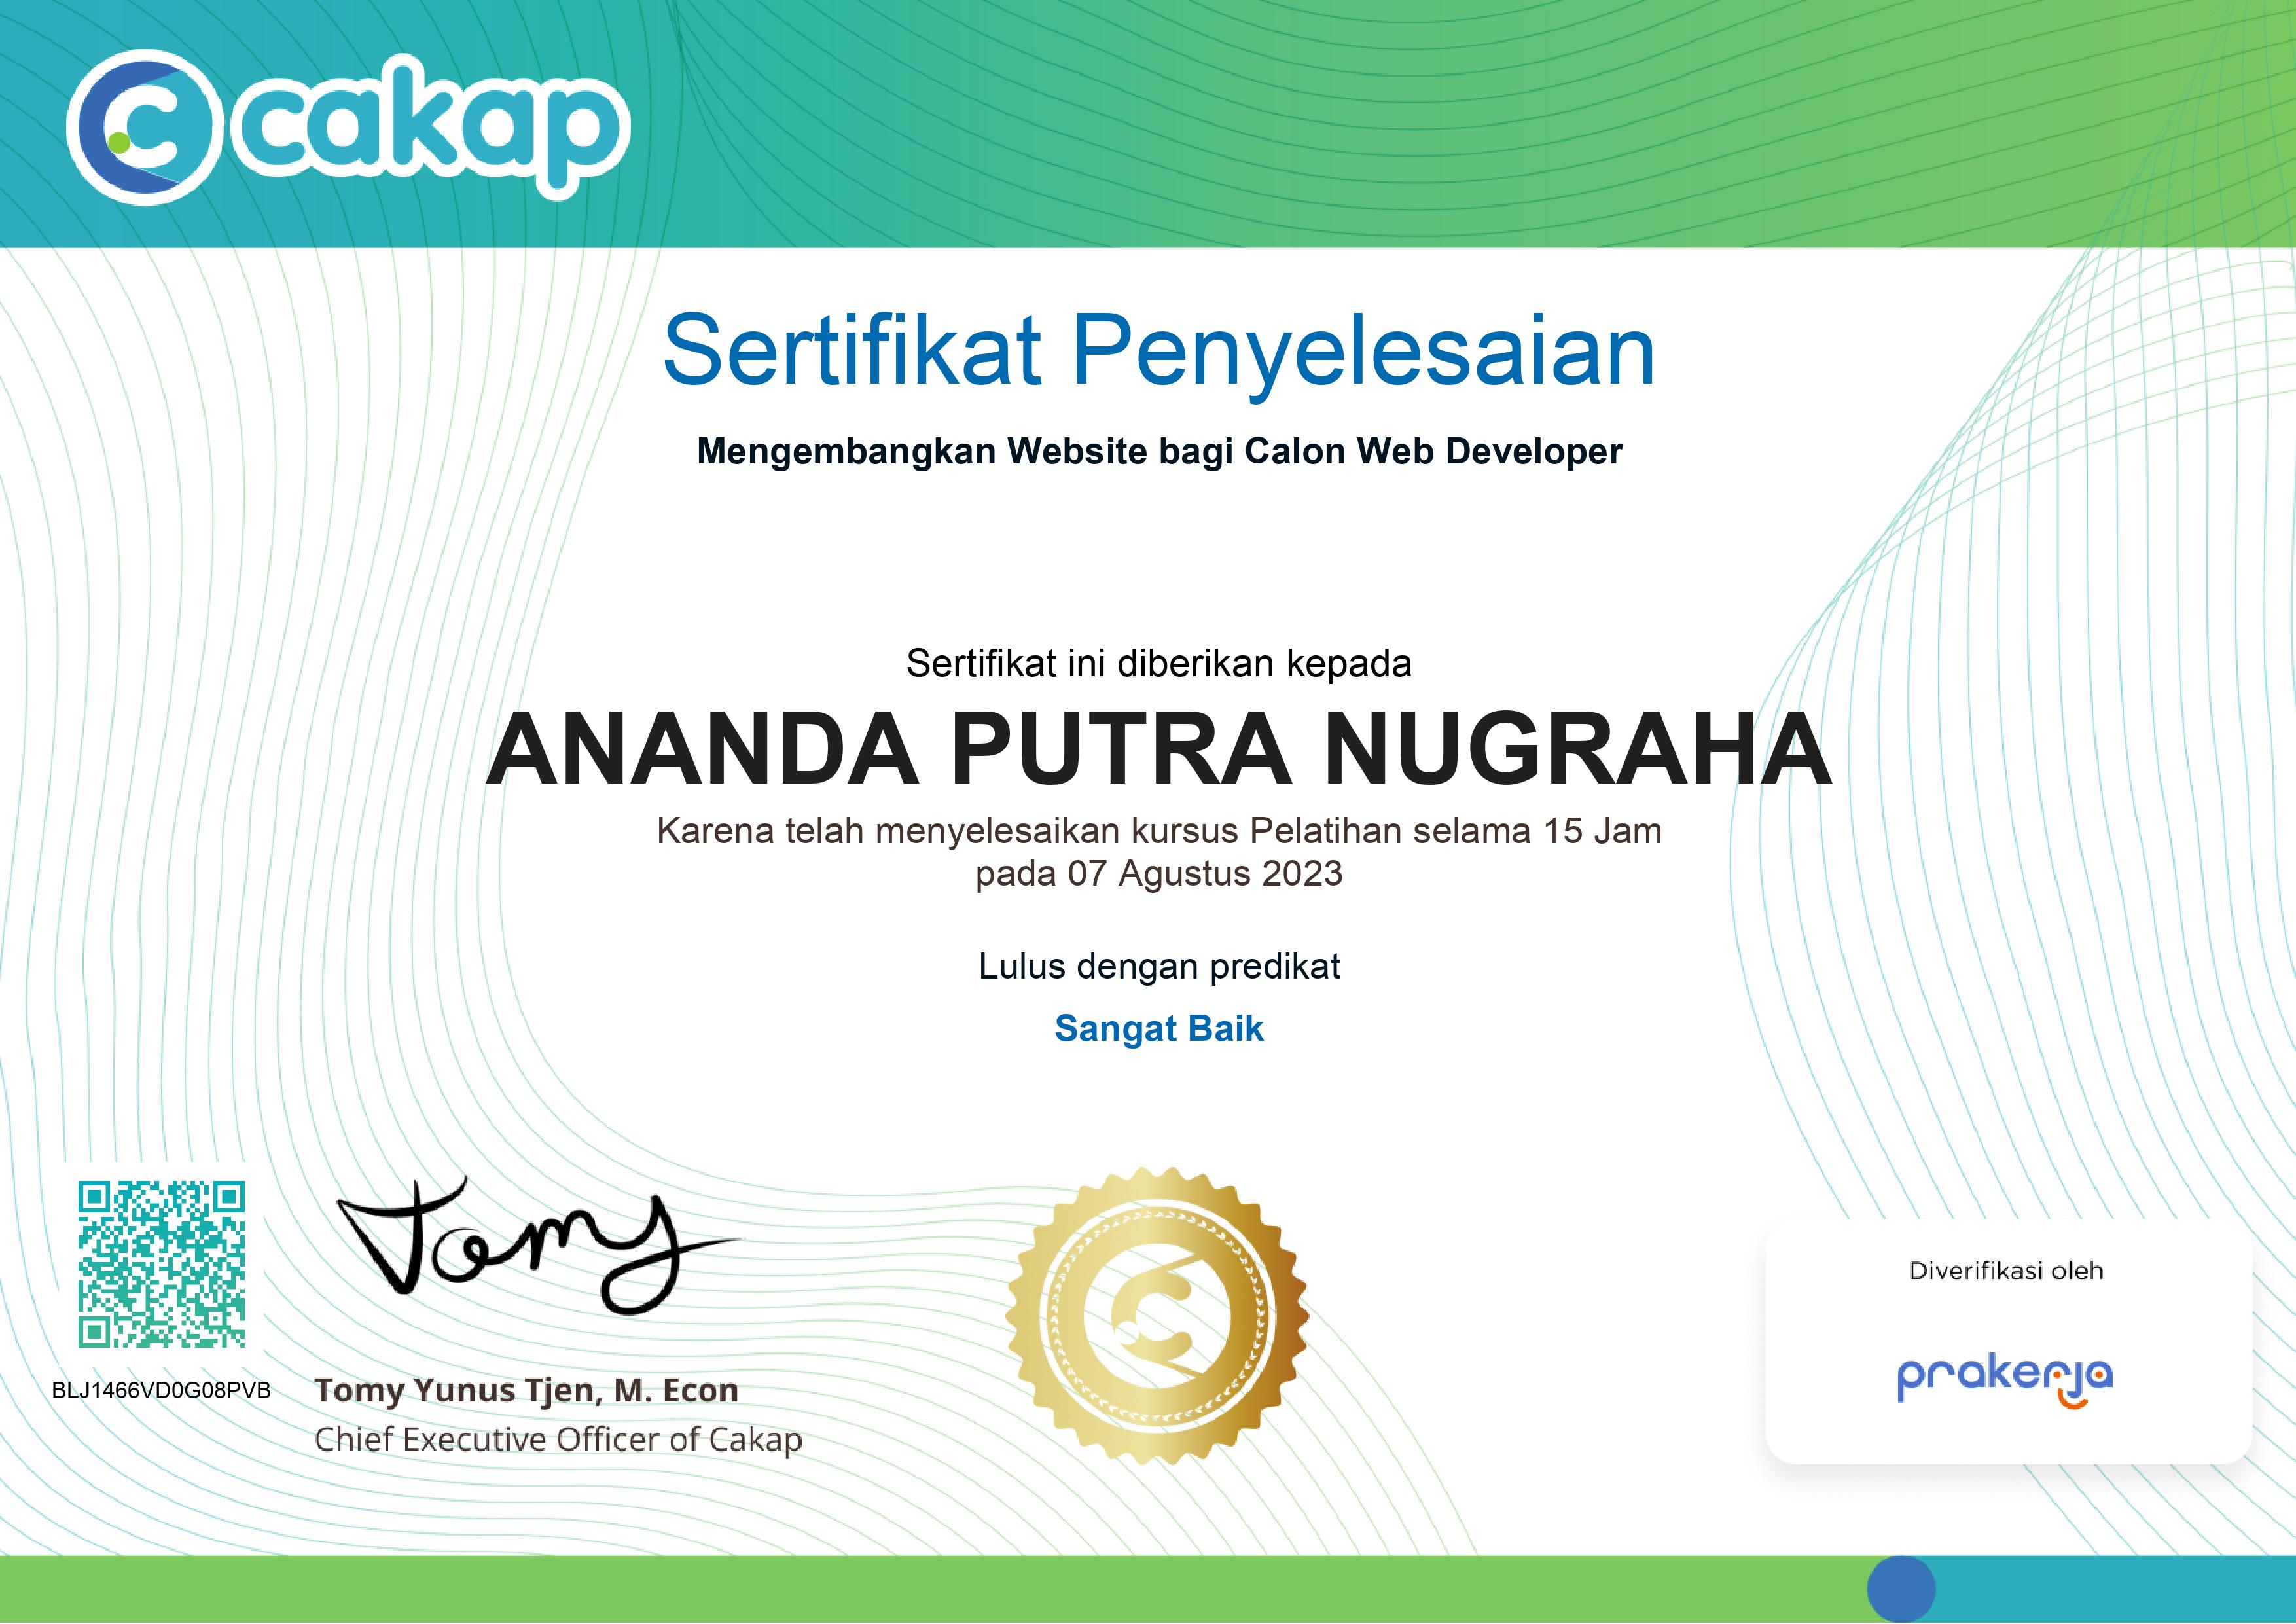 cakap
Sertifikat Penyelesaian
Mengembangkan Website bagi Calon Web Developer
Sertifikat ini diberikan kepada
ANANDA PUTRA NUGRAHA
Karena telah menyelesaikan kursus Pelatihan selama 15 Jam
pada 07 Agustus 2023
Lulus dengan predikat
Sangat Baik
Tomy
BLJ1466VD0G08PVB
Tomy Yunus Tjen, M. Econ
Chief Executive Officer of Cakap
Diverifikasi oleh
prakerja